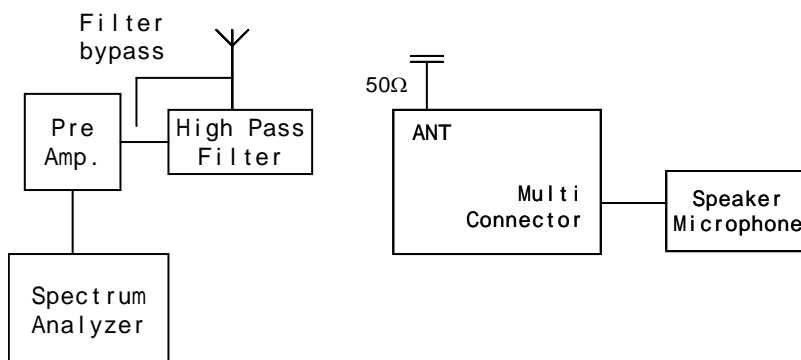 Filter
bypass
Pre
Amp.
High Pass
Filter
Spectrum
Analyzer
50Ω
ANT
Multi
Connector
Speaker
Microphone